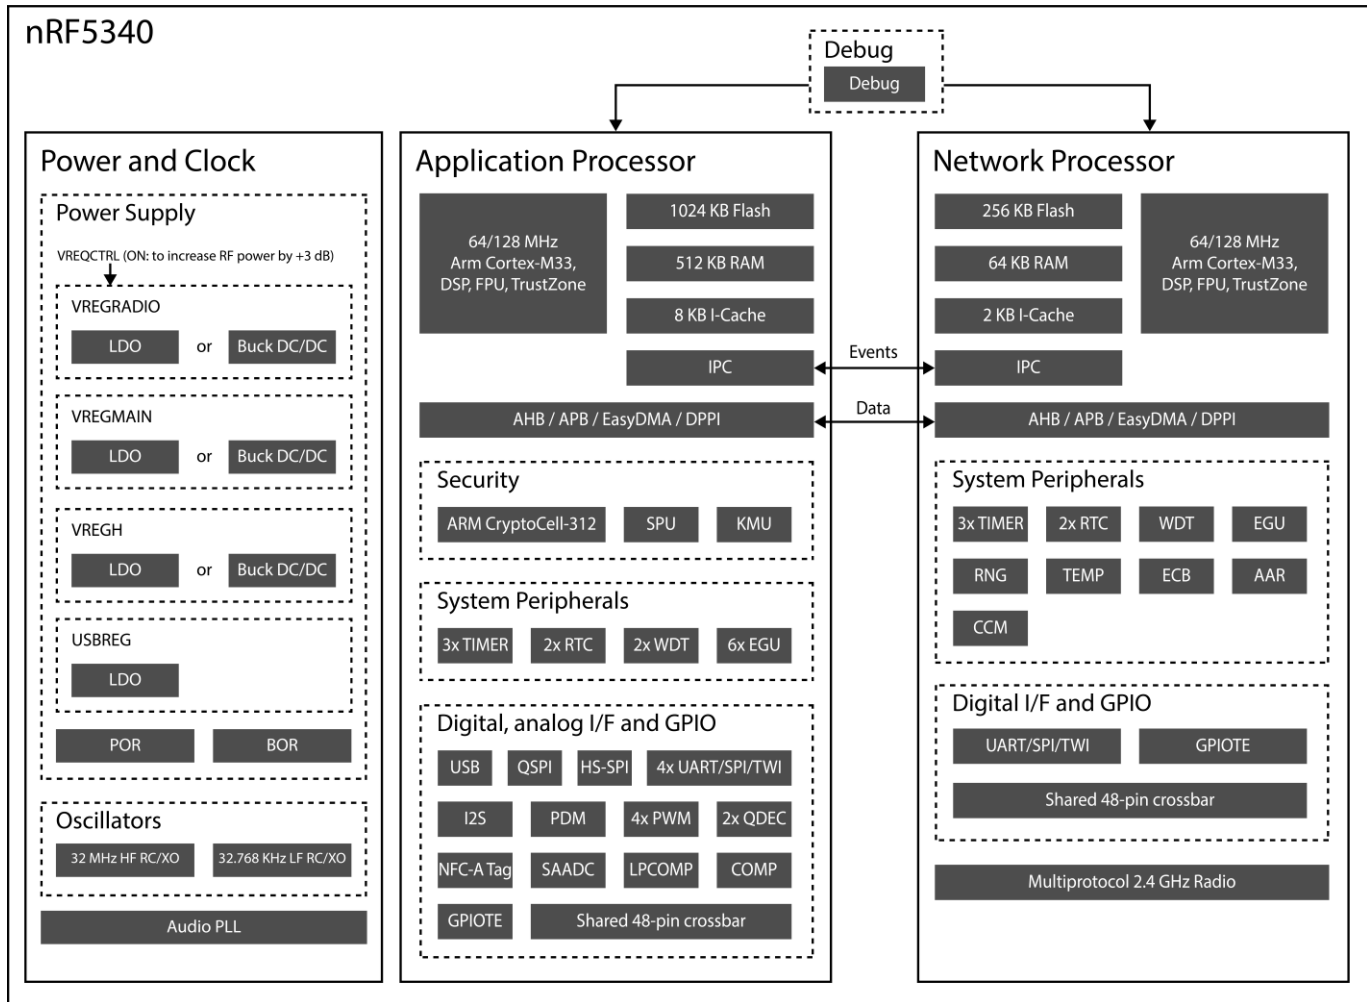 nRF5340
Debug
Debug
Power and Clock
Power Supply
VREQCTRL (ON: to increase RF power by +3 dB)
VREGRADIO
LDO or Buck DC/DC
VREGMAIN
LDO or Buck DC/DC
VREGH
LDO or Buck DC/DC
USBREG
LDO
POR BOR
Oscillators
32 MHz HF RC/XO 32.768 KHz LF RC/XO
Audio PLL
Application Processor
64/128 MHz
Arm Cortex-M33,
DSP, FPU, TrustZone
1024 KB Flash
512 KB RAM
8 KB I-Cache
IPC
AHB / APB / EasyDMA / DPPI
Security
ARM CryptoCell-312 SPU KMU
System Peripherals
3x TIMER 2x RTC 2x WDT 6x EGU
Digital, analog I/F and GPIO
USB QSPI HS-SPI 4x UART/SPI/TWI
I2S PDM 4x PWM 2x QDEC
NFC-A Tag SAADC LPCOMP COMP
GPIOTE Shared 48-pin crossbar
Events
Data
Network Processor
256 KB Flash
64 KB RAM
2 KB I-Cache
IPC
64/128 MHz
Arm Cortex-M33,
DSP, FPU, TrustZone
AHB / APB / EasyDMA / DPPI
System Peripherals
3x TIMER 2x RTC WDT EGU
RNG TEMP ECB AAR
CCM
Digital I/F and GPIO
UART/SPI/TWI GPIOTE
Shared 48-pin crossbar
Multiprotocol 2.4 GHz Radio